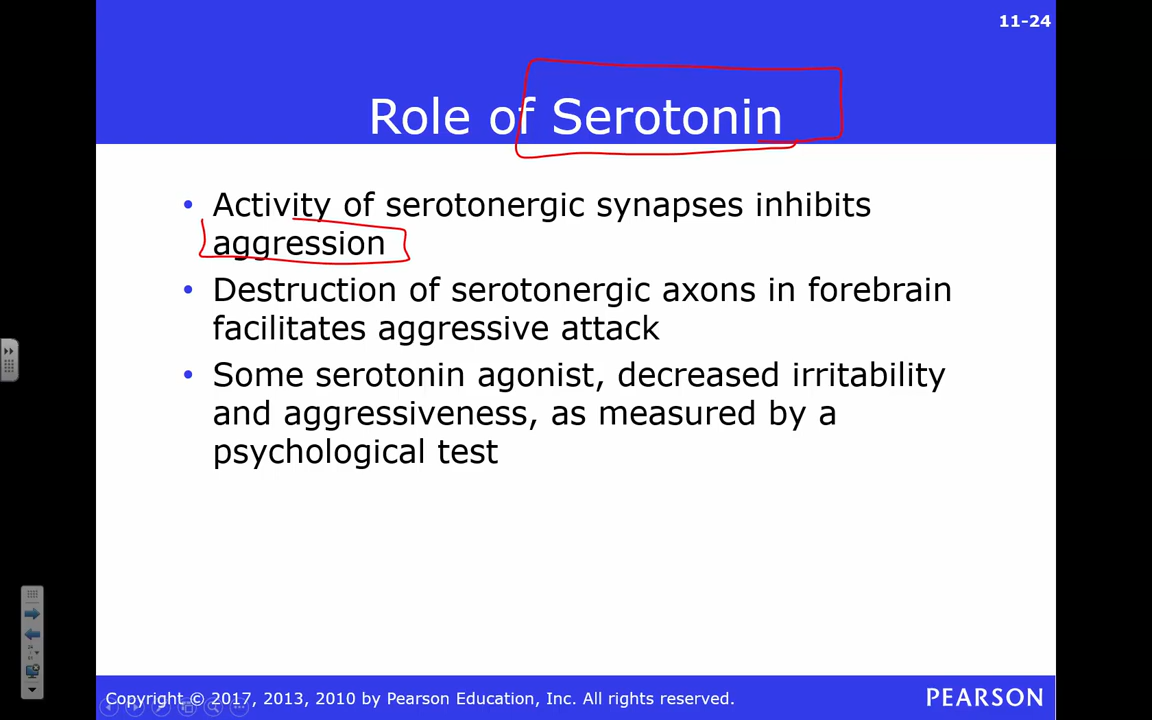 11-24
Role of Serotonin
• Activity of serotonergic synapses inhibits
aggression
• Destruction of serotonergic axons in forebrain
facilitates aggressive attack
• Some serotonin agonist, decreased irritability
and aggressiveness, as measured by a
psychological test
Copyright © 2017, 2013, 2010 by Pearson Education, Inc. All rights reserved.
PEARSON